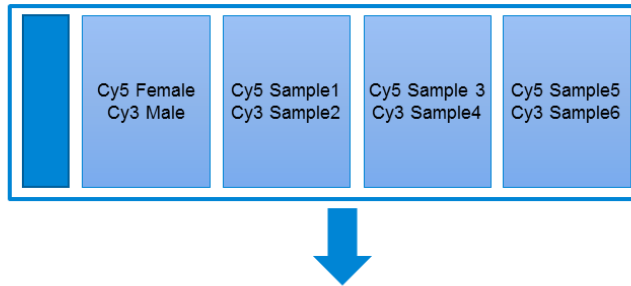 Cy5 Female
Cy3 Male
Cy5 Sample1
Cy3 Sample2
Cy5 Sample 3
Cy3 Sample4
Cy5 Sample5
Cy3 Sample6